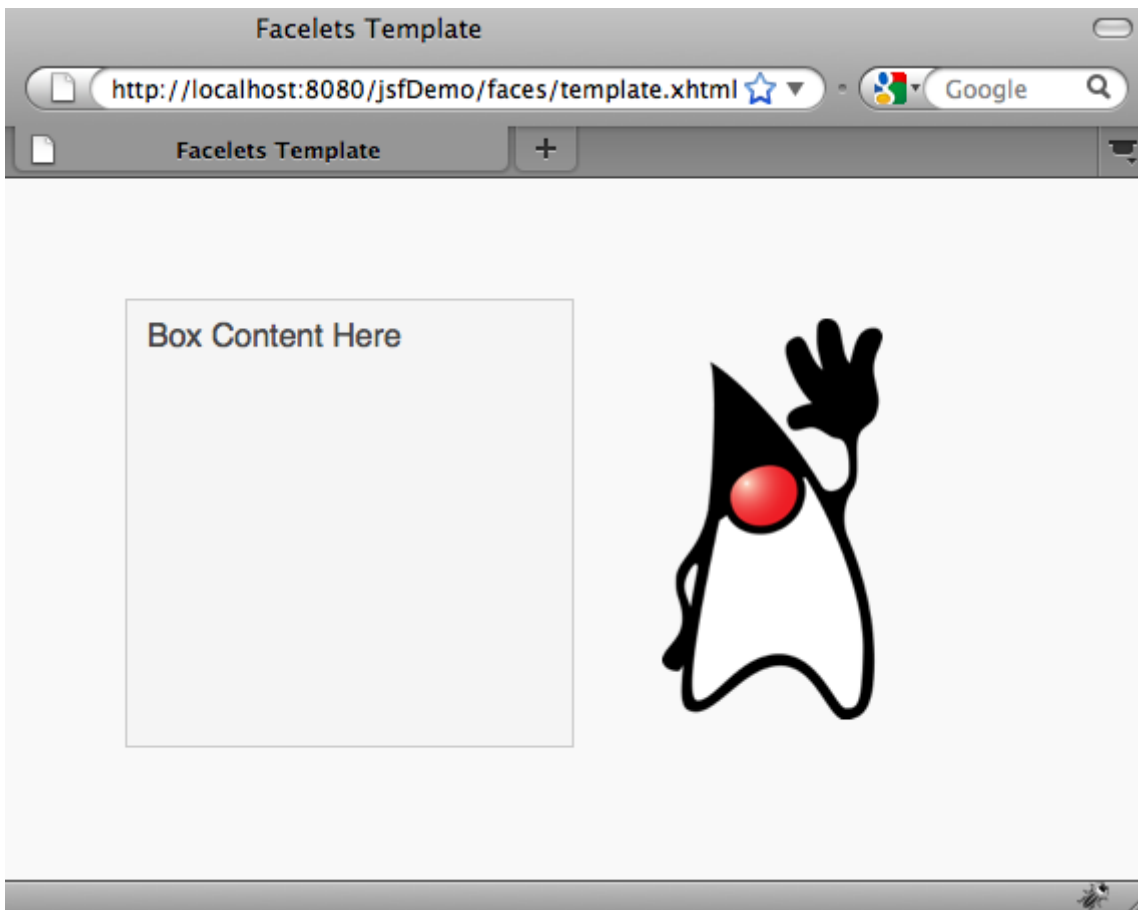 Facelets Template
http://localhost:8080/jsfDemo/faces/template.xhtml
Google
Facelets Template
Box Content Here